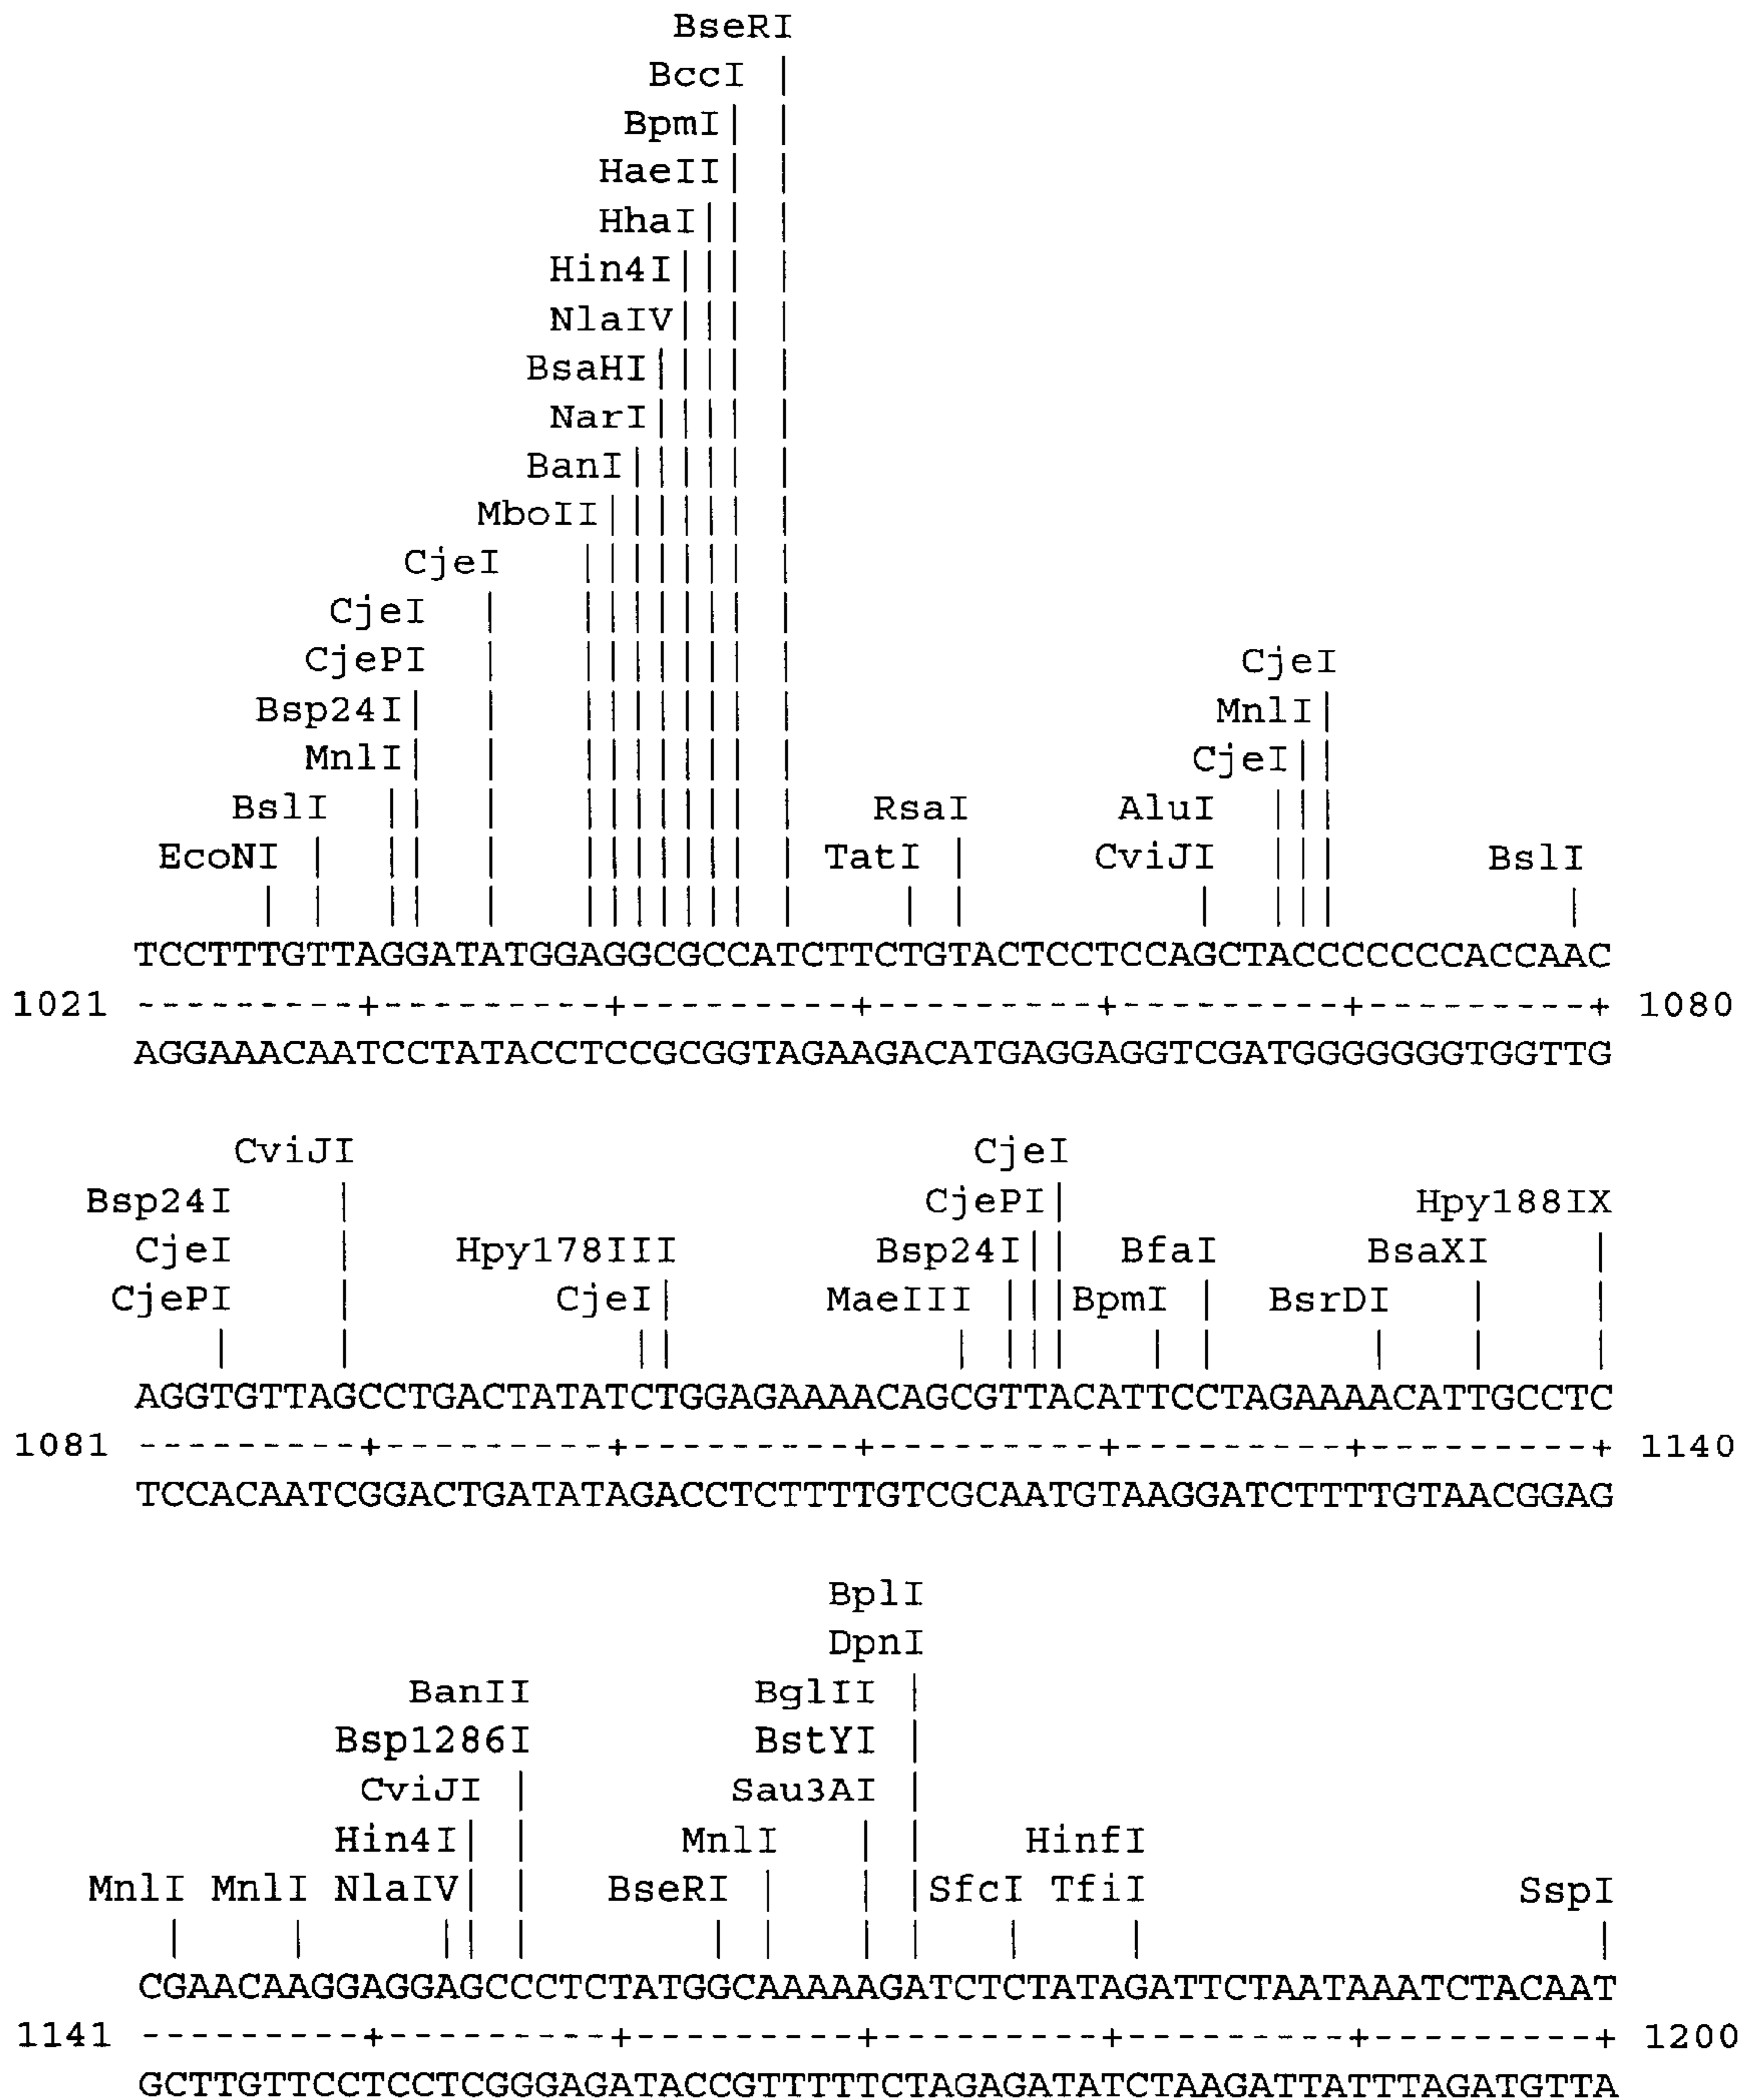 BseRI
BccI |
BpmI| |
HaeII| |
HhaI| | |
Hin4I| | | |
NlaIV| | | |
BsaHI| | | | |
NarI| | | | |
BanI| | | | | |
MboII | | | | | | |
CjeI | | | | | | | |
CjeI | | | | | | | | |
CjePI | | | | | | | | | CjeI
Bsp24I| | | | | | | | | | MnlI|
MnlI| | | | | | | | | | CjeI| |
BslI | | | | | | | | | | | RsaI AluI | | |
EcoNI | | | | | | | | | | | | TatI | CviJI | | | BslI
| | | | | | | | | | | | | | | | | | | |
TCCTTTGTTAGGATATGGAGGCGCCATCTTCTGTACTCCTCCAGCTACCCCCCCCACCAAC
1021 ---------+---------+---------+---------+---------+---------+ 1080
AGGAAACAATCCTATACCTCCGCGGTAGAAGACATGAGGAGGTCGATGGGGGGGGTGGTTG
CviJI CjeI
Bsp24I | CjePI| Hpy188IX
CjeI | Hpy178III Bsp24I| | BfaI BsaXI |
CjePI | CjeI| MaeIII | | |BpmI | BsrDI | |
| | | | | | | | | | | | |
AGGTGTTAGCCTGACTATATCTGGAGAAAACAGCGTTACATTCCTAGAAAACATTGCCTC
1081 ---------+---------+---------+---------+---------+---------+ 1140
TCCACAATCGGACTGATATAGACCTCTTTTGTCGCAATGTAAGGATCTTTTGTAACGGAG
BplI
DpnI
BanII BglII |
Bsp1286I BstYI |
CviJI | Sau3AI |
Hin4I| | MnlI | | HinfI
MnlI MnlI NlaIV| | BseRI | | |SfcI TfiI SspI
| | | | | | | | | | | |
CGAACAAGGAGGAGCCCTCTATGGCAAAAAGATCTCTATAGATTCTAATAAATCTACAAT
1141 ---------+---------+---------+---------+---------+---------+ 1200
GCTTGTTCCTCCTCGGGAGATACCGTTTTTCTAGAGATATCTAAGATTATTTAGATGTTA